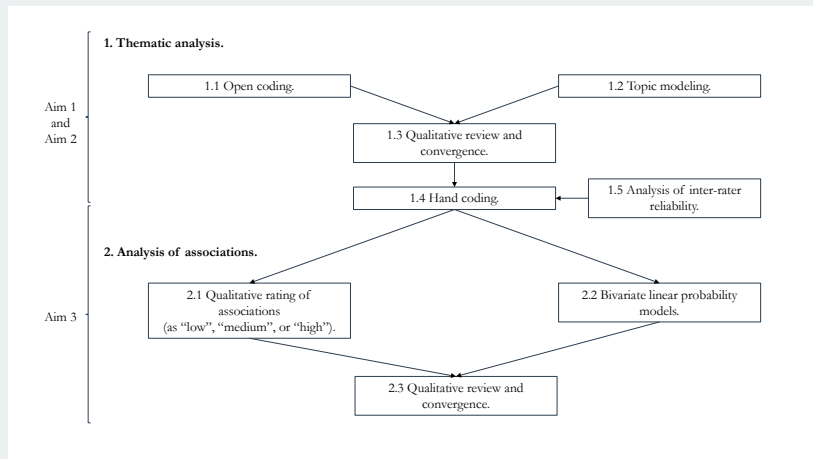 1. Thematic analysis.
1.1 Open coding.
1.2 Topic modeling.
Aim 1
and
Aim 2
1.3 Qualitative review and
convergence.
1.4 Hand coding.
1.5 Analysis of inter-rater
reliability.
2. Analysis of associations.
2.1 Qualitative rating of
associations
(as “low”, “medium”, or “high”).
2.2 Bivariate linear probability
models.
Aim 3
2.3 Qualitative review and
convergence.